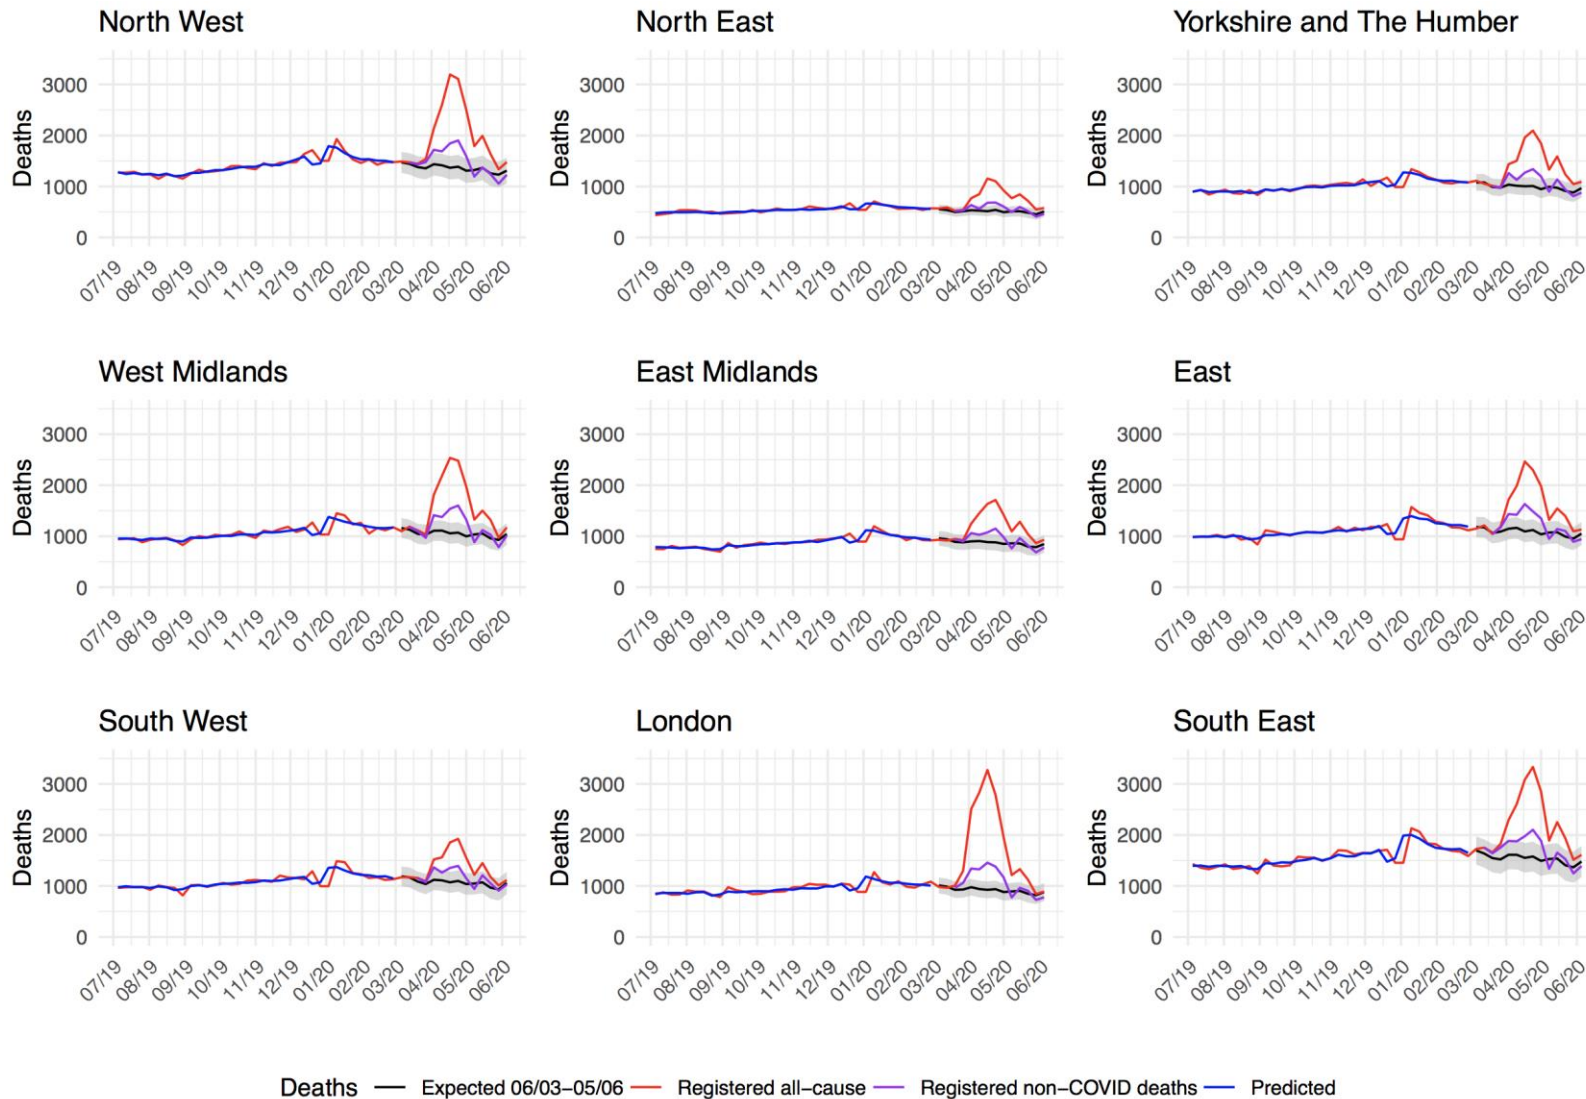 North West
North East
Yorkshire and The Humber
Deaths
3000
2000
1000
0
07/19 08/19 09/19 10/19 11/19 12/19 01/20 02/20 03/20 04/20 05/20 06/20
Deaths
3000
2000
1000
0
07/19 08/19 09/19 10/19 11/19 12/19 01/20 02/20 03/20 04/20 05/20 06/20
Deaths
3000
2000
1000
0
07/19 08/19 09/19 10/19 11/19 12/19 01/20 02/20 03/20 04/20 05/20 06/20
West Midlands
East Midlands
East
Deaths
3000
2000
1000
0
07/19 08/19 09/19 10/19 11/19 12/19 01/20 02/20 03/20 04/20 05/20 06/20
Deaths
3000
2000
1000
0
07/19 08/19 09/19 10/19 11/19 12/19 01/20 02/20 03/20 04/20 05/20 06/20
Deaths
3000
2000
1000
0
07/19 08/19 09/19 10/19 11/19 12/19 01/20 02/20 03/20 04/20 05/20 06/20
South West
London
South East
Deaths
3000
2000
1000
0
07/19 08/19 09/19 10/19 11/19 12/19 01/20 02/20 03/20 04/20 05/20 06/20
Deaths
3000
2000
1000
0
07/19 08/19 09/19 10/19 11/19 12/19 01/20 02/20 03/20 04/20 05/20 06/20
Deaths
3000
2000
1000
0
07/19 08/19 09/19 10/19 11/19 12/19 01/20 02/20 03/20 04/20 05/20 06/20
Deaths Expected 06/03−05/06 Registered all−cause Registered non−COVID deaths Predicted